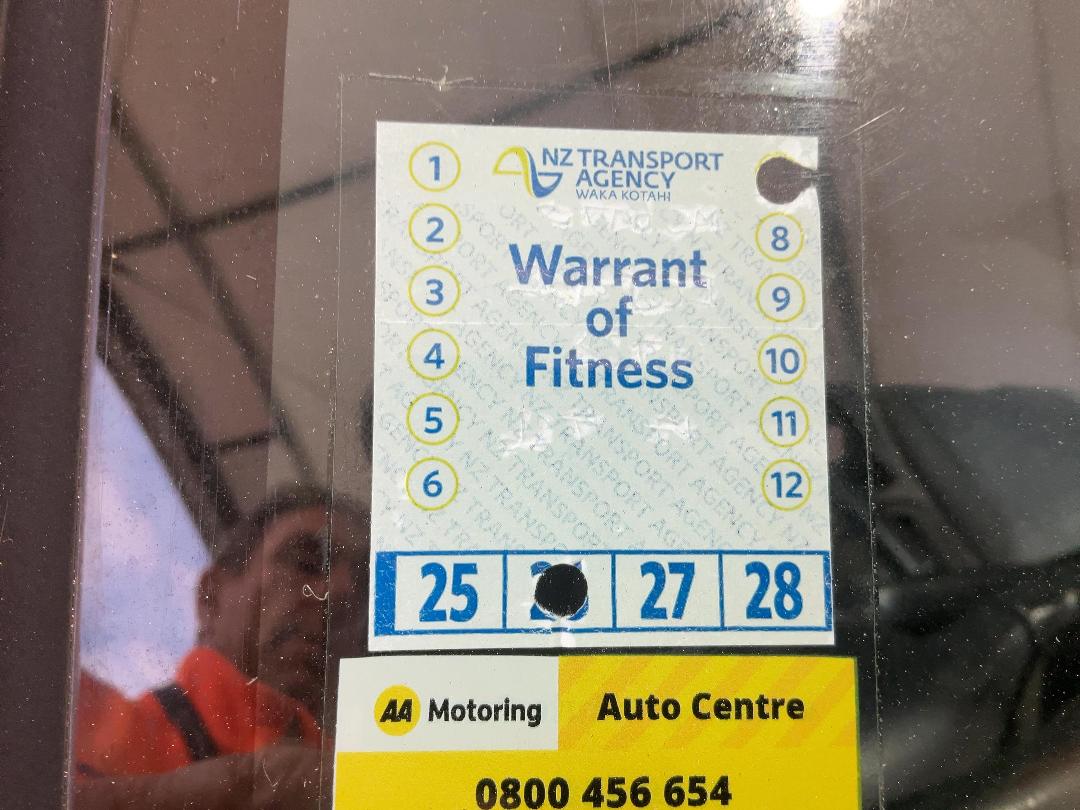 NZ TRANSPORT
AGENCY
WAKA KOTAHI
Warrant
of
Fitness
1
2
3
4
5
6
8
9
10
11
12
25
27
28
AA Motoring
Auto Centre
0800 456 654